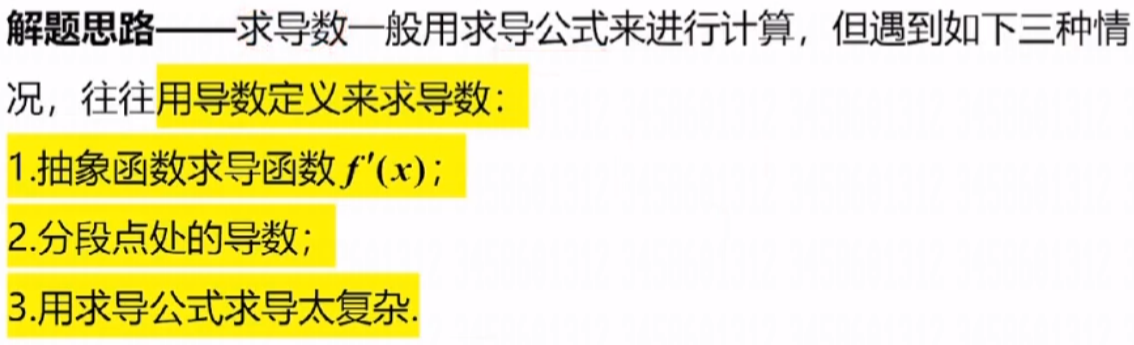 解题思路——求导数一般用求导公式来进行计算，但遇到如下三种情
况，往往用导数定义来求导数：
1.抽象函数求导函数f′(x)；
2.分段点处的导数；
3.用求导公式求导太复杂.